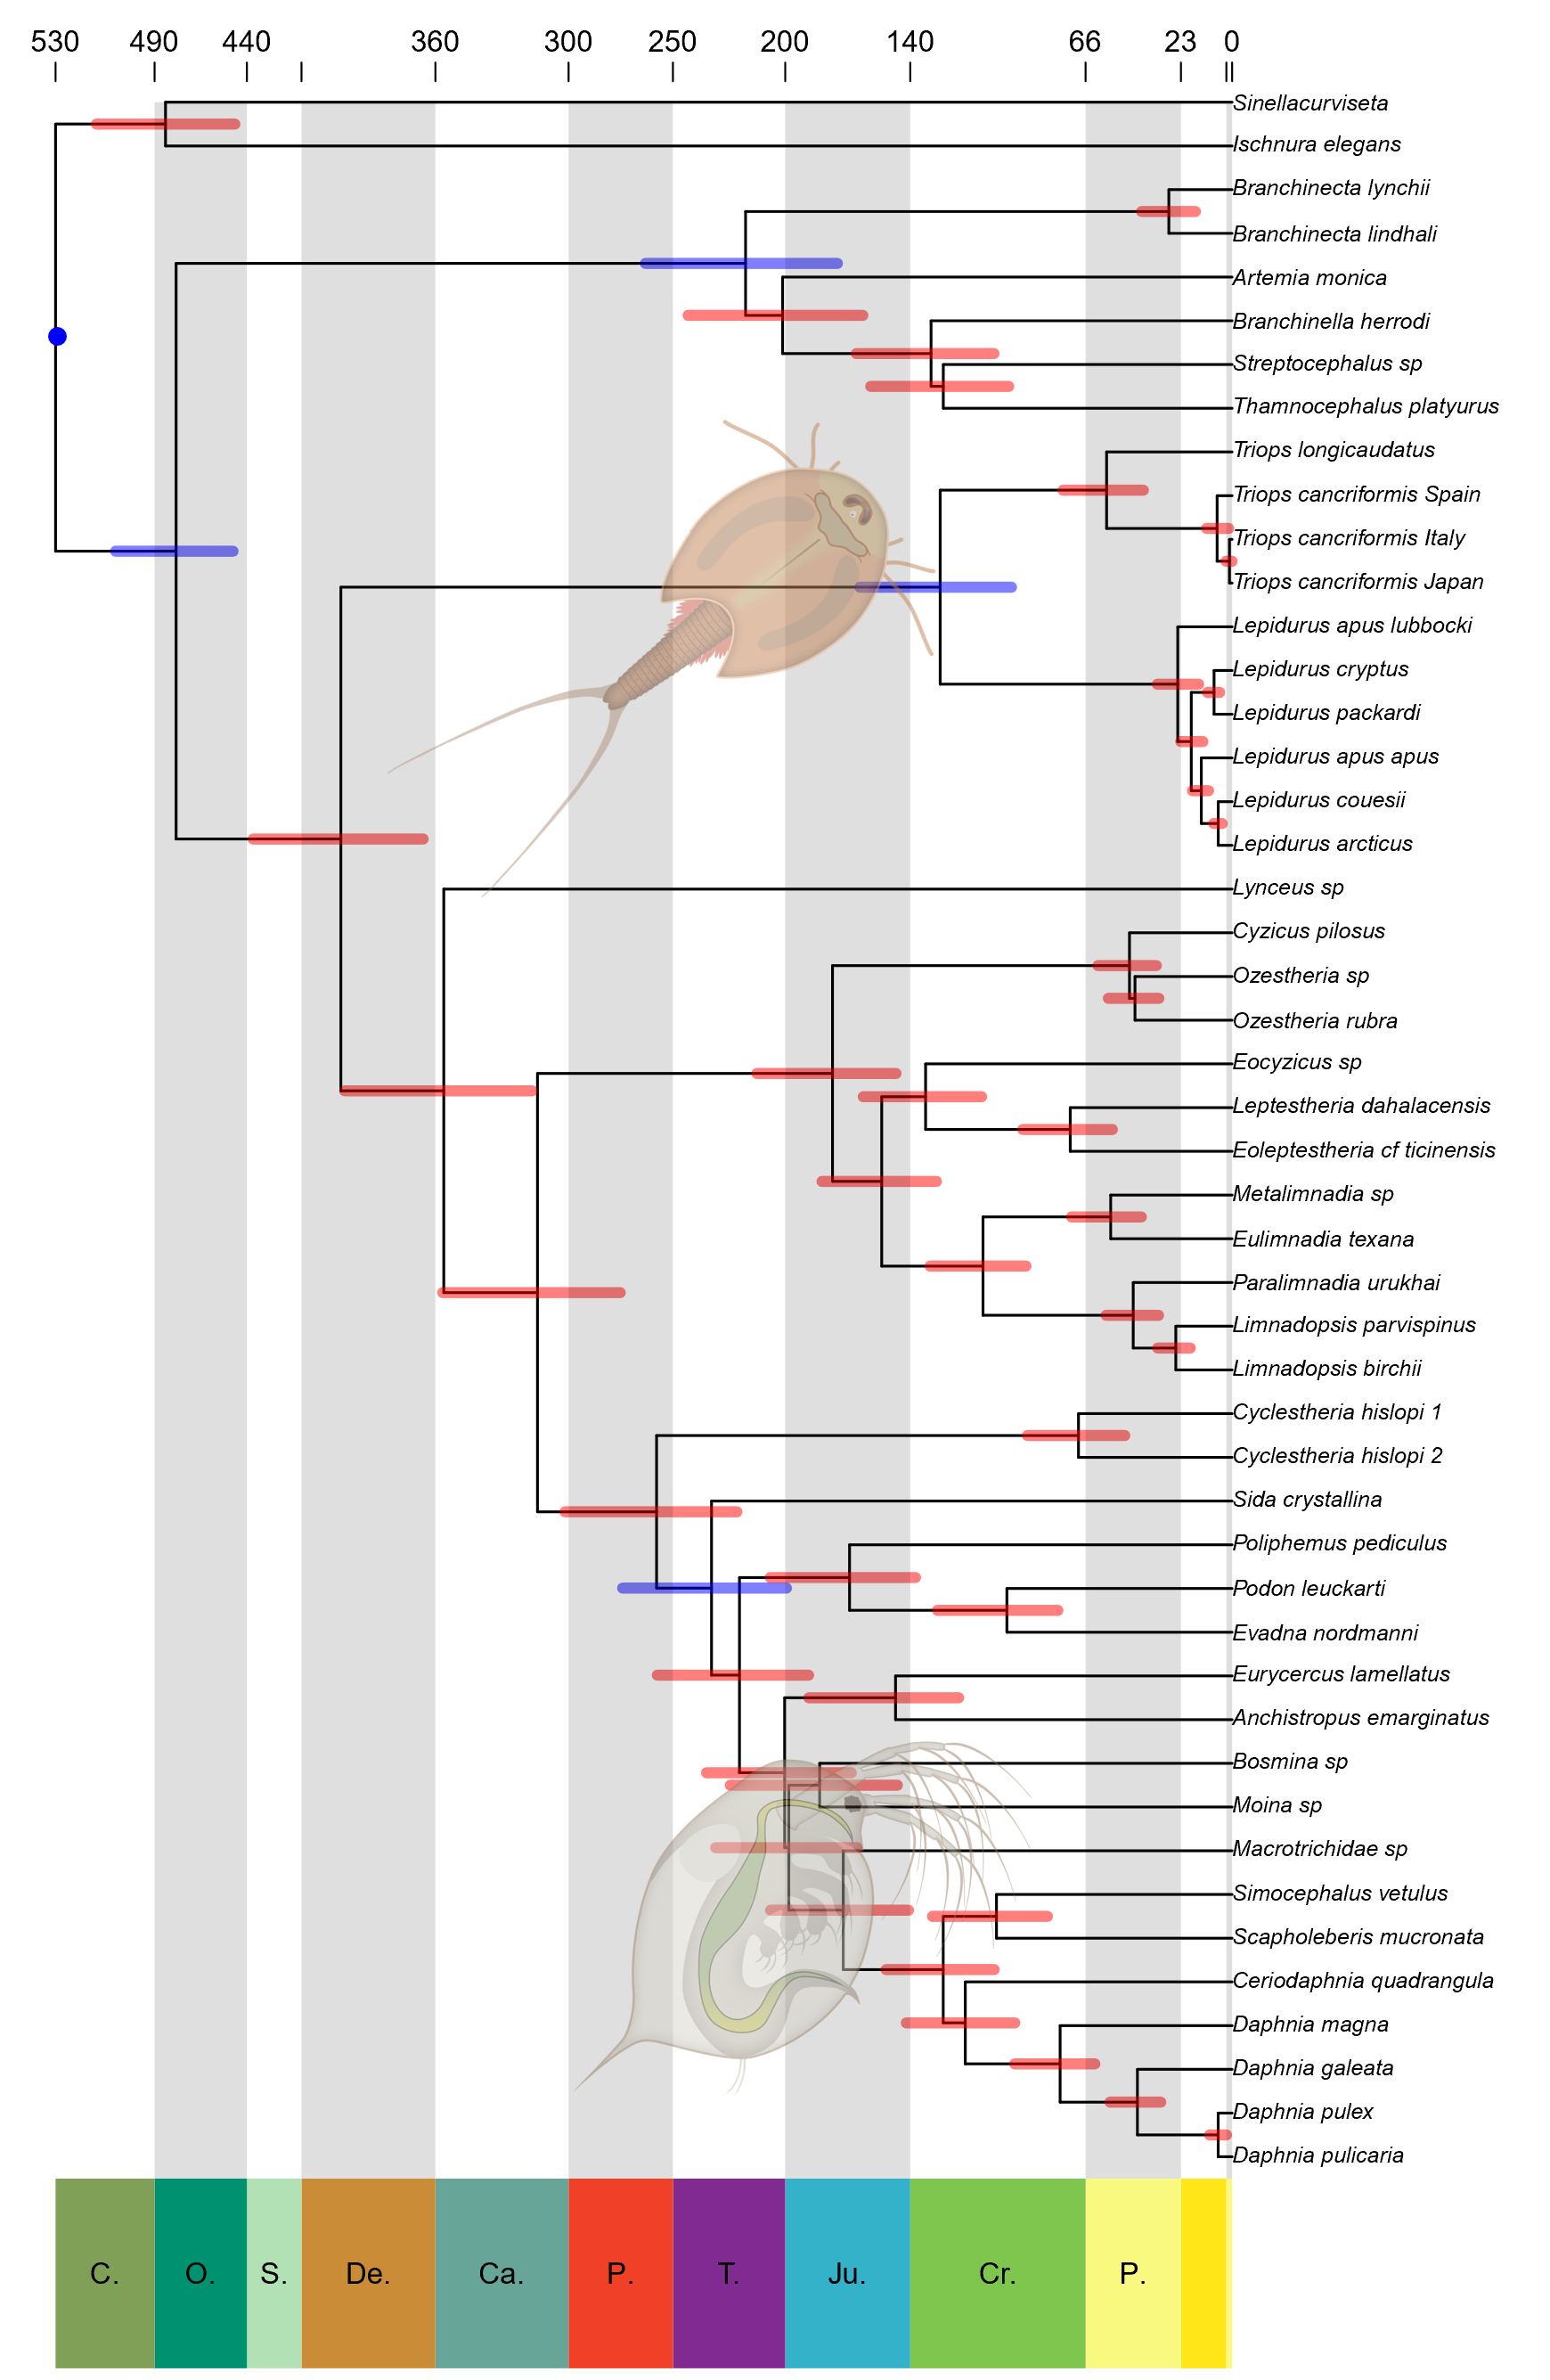 530 490 440 360 300 250 200 140 66 23 0
Sinellacurviseta
Ischnura elegans
Branchinecta lynchii
Branchinecta lindhali
Artemia monica
Branchinella herrodi
Streptocephalus sp
Thamnocephalus platyurus
Triops longicaudatus
Triops cancriformis Spain
Triops cancriformis Italy
Triops cancriformis Japan
Lepidurus apus lubbocki
Lepidurus cryptus
Lepidurus packardi
Lepidurus apus apus
Lepidurus couesii
Lepidurus arcticus
Lynceus sp
Cyzicus pilosus
Ozestheria sp
Ozestheria rubra
Eocyzicus sp
Leptestheria dahalacensis
Eoleptestheria cf ticinensis
Metalimnadia sp
Eulimnadia texana
Paralimnadia urukhai
Limnadopsis parvispinus
Limnadopsis birchii
Cyclestheria hislopi 1
Cyclestheria hislopi 2
Sida crystallina
Poliphemus pediculus
Podon leuckarti
Evadna nordmanni
Eurycercus lamellatus
Anchistropus emarginatus
Bosmina sp
Moina sp
Macrotrichidae sp
Simocephalus vetulus
Scapholeberis mucronata
Ceriodaphnia quadrangula
Daphnia magna
Daphnia galeata
Daphnia pulex
Daphnia pulicaria
C. O. S. De. Ca. P. T. Ju. Cr. P.